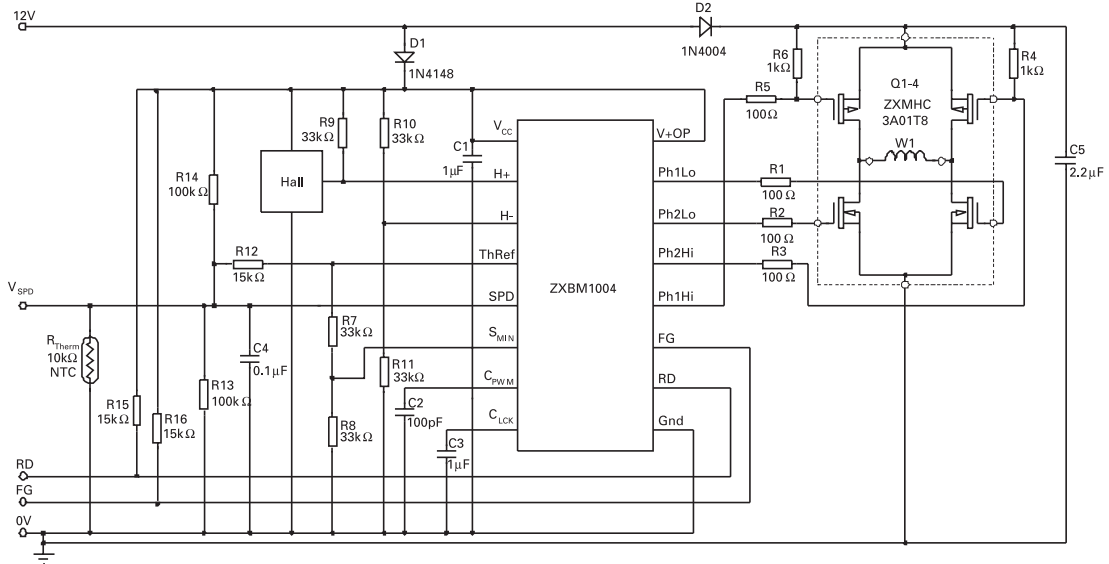 12V
D1
1N4148
D2
1N4004
R6
1kΩ
R4
1kΩ
R5
100Ω
Q1-4
ZXMHC
3A01T8
W1
C5
2.2μF
R9
33kΩ
R10
33kΩ
C1
1μF
Hall
R14
100kΩ
R12
15kΩ
VCC
H+
H-
ThRef
SPD
SMIN
CPWM
CLCK
ZXBM1004
V+OP
Ph1Lo
Ph2Lo
Ph2Hi
Ph1Hi
FG
RD
Gnd
R1
100Ω
R2
100Ω
R3
100Ω
VSPD
RTherm
10kΩ
NTC
R15
15kΩ
R16
15kΩ
R13
100kΩ
C4
0.1μF
R7
33kΩ
R8
33kΩ
R11
33kΩ
C2
100pF
C3
1μF
RD
FG
0V